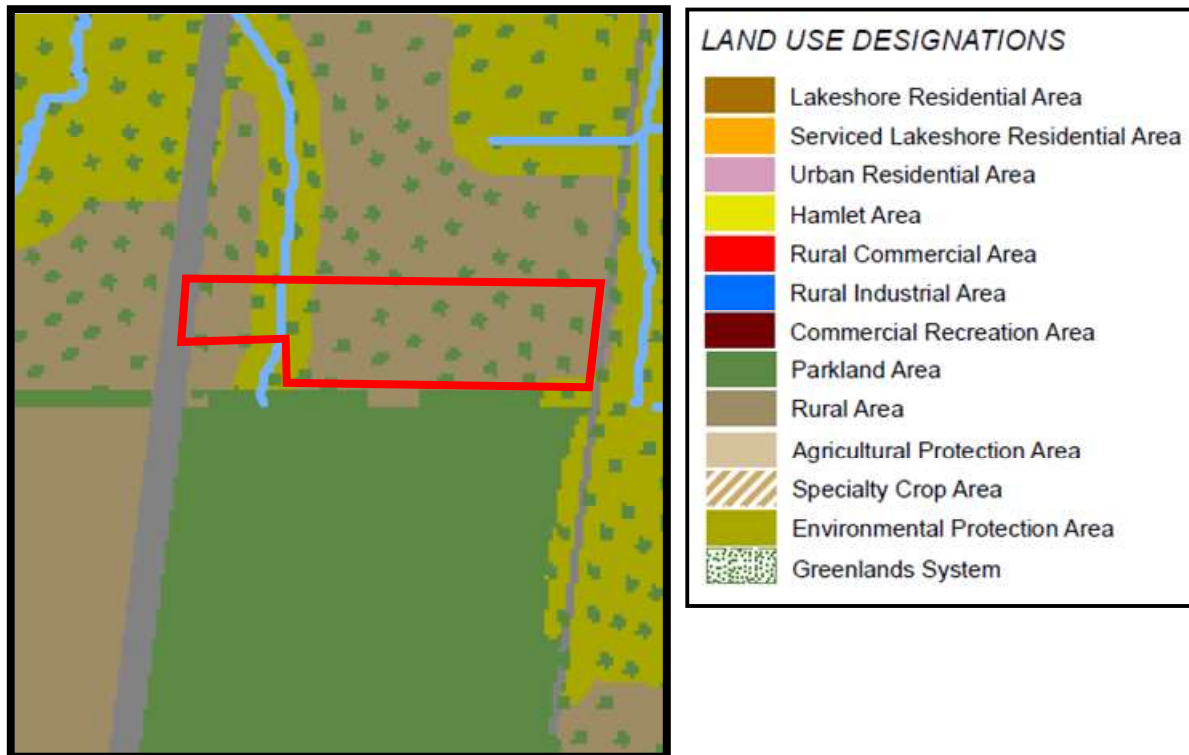 LAND USE DESIGNATIONS
Lakeshore Residential Area
Serviced Lakeshore Residential Area
Urban Residential Area
Hamlet Area
Rural Commercial Area
Rural Industrial Area
Commercial Recreation Area
Parkland Area
Rural Area
Agricultural Protection Area
Specialty Crop Area
Environmental Protection Area
Greenlands System